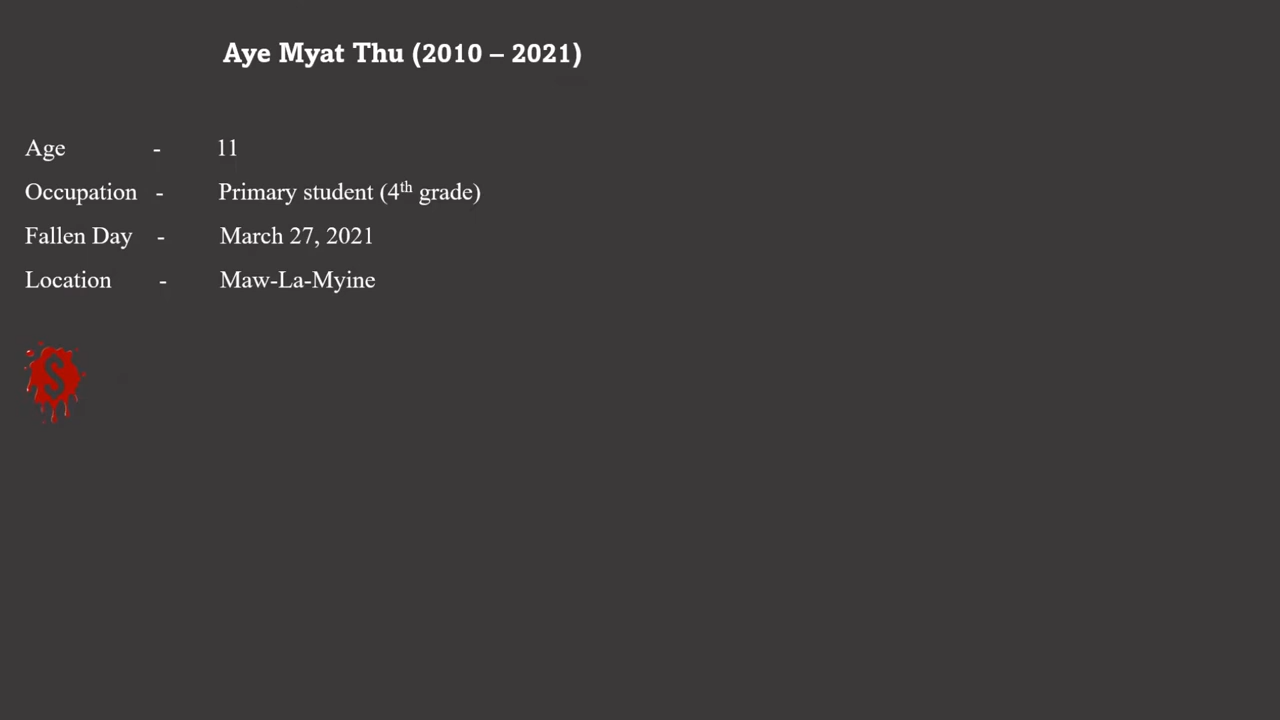 Aye Myat Thu (2010 – 2021)
Age - 11
Occupation - Primary student (4th grade)
Fallen Day - March 27, 2021
Location - Maw-La-Myine
S